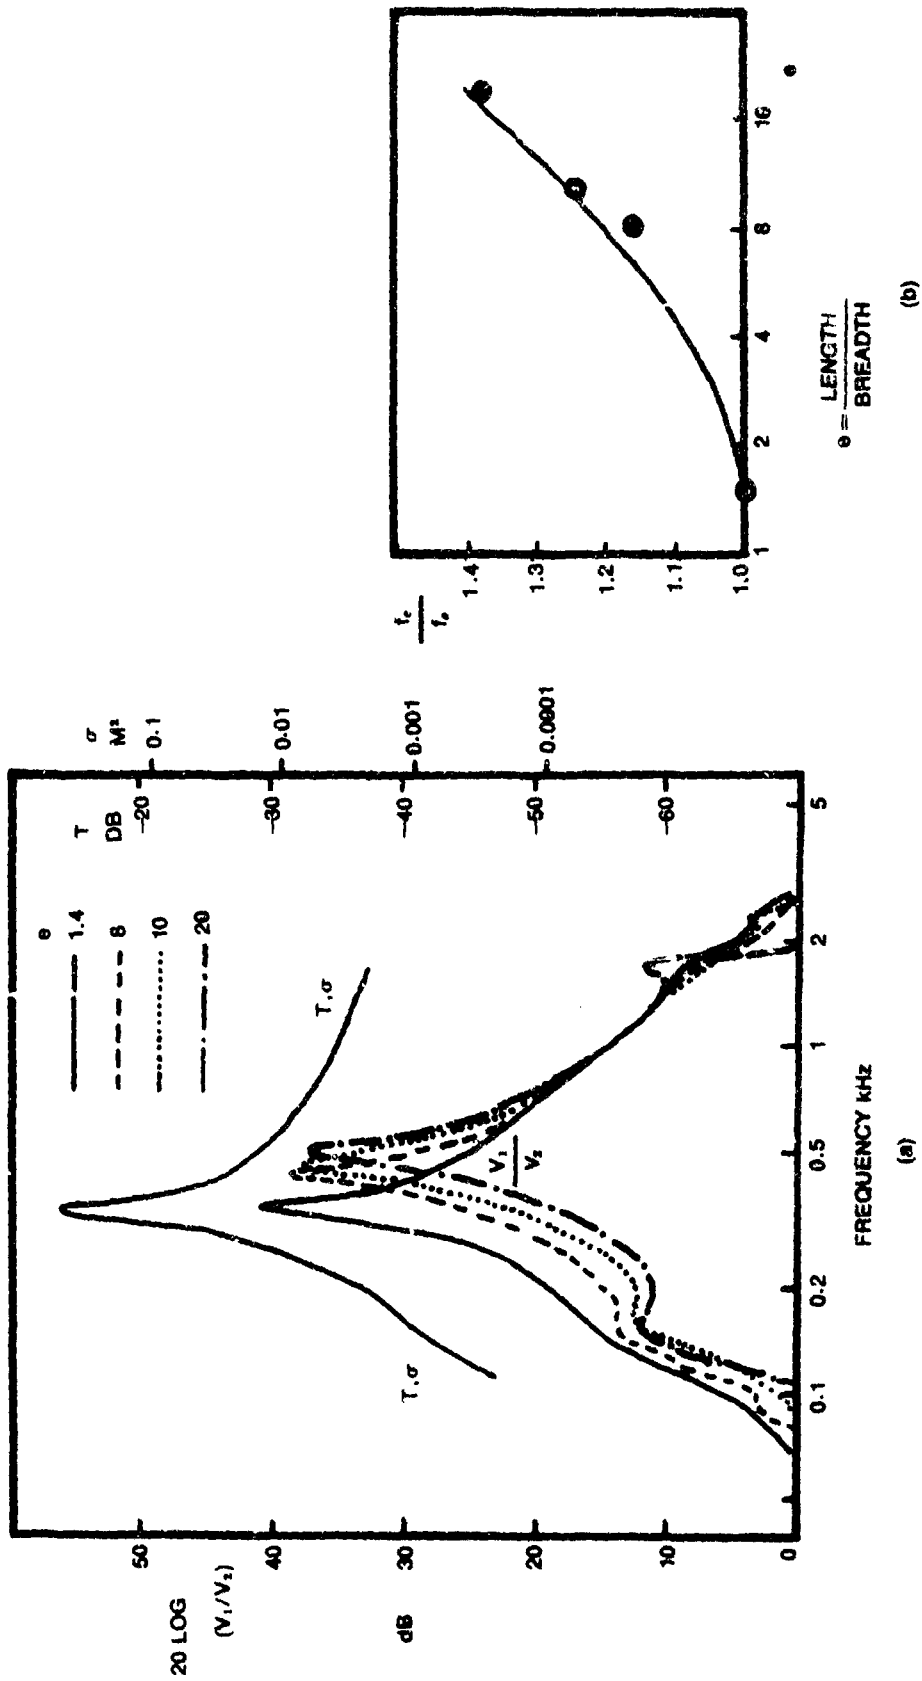 20 LOG
(V₁/V₂)
dB
50
40
30
20
10
0
0.1
0.2
0.5
1
2
5
FREQUENCY kHz
(a)
T,σ
T,σ
V₁
V₂
e
1.4
8
10
20
T
DB
-20
-30
-40
-50
-60
σ
M²
0.1
0.01
0.001
0.0001
f₀
1.4
1.3
1.2
1.1
1.0
1
2
4
8
16
e
e = LENGTH
BREADTH
(b)